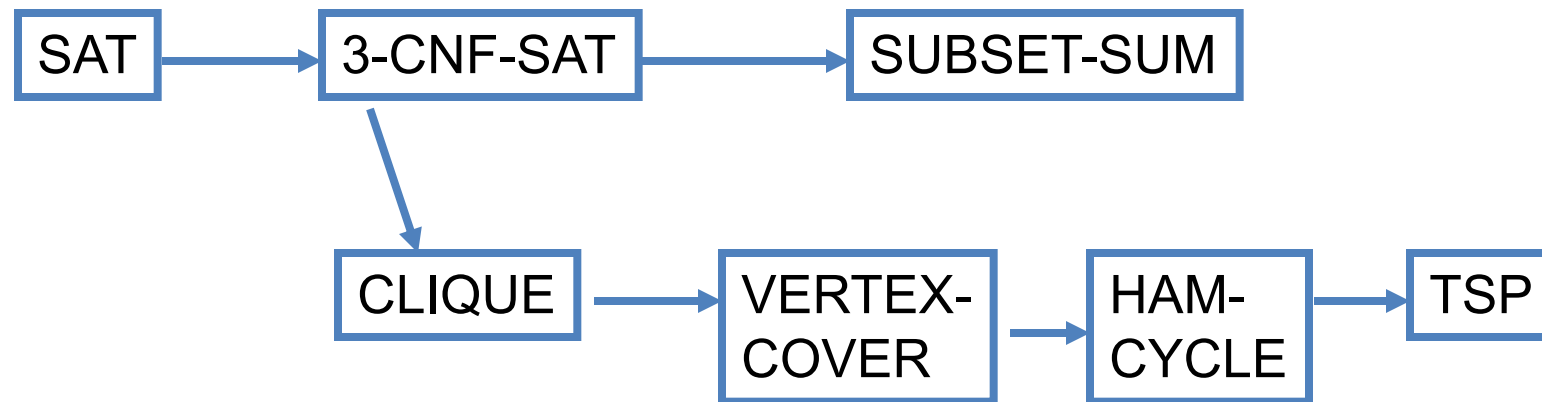 SAT
3-CNF-SAT
SUBSET-SUM
CLIQUE
VERTEX-
COVER
HAM-
CYCLE
TSP